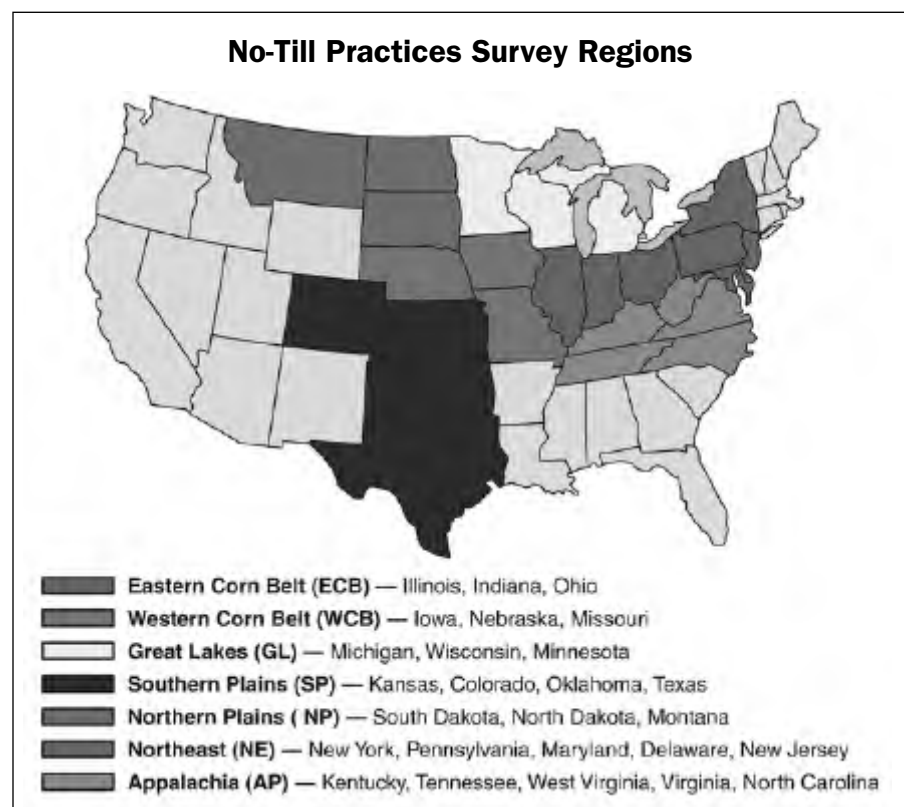 No-Till Practices Survey Regions
Eastern Corn Belt (ECB) — Illinois, Indiana, Ohio
Western Corn Belt (WCB) — Iowa, Nebraska, Missouri
Great Lakes (GL) — Michigan, Wisconsin, Minnesota
Southern Plains (SP) — Kansas, Colorado, Oklahoma, Texas
Northern Plains ( NP) — South Dakota, North Dakota, Montana
Northeast (NE) — New York, Pennsylvania, Maryland, Delaware, New Jersey
Appalachia (AP) — Kentucky, Tennessee, West Virginia, Virginia, North Carolina